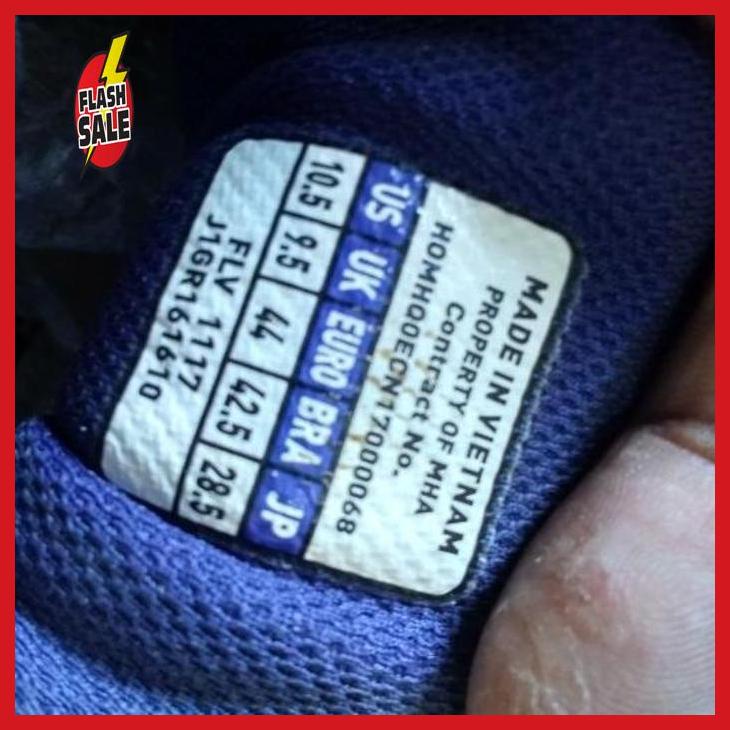 FLASH
SALE
MADE IN VIETNAM
PROPERTY OF MHA
Contract No.
HOMHQOECN17000068
US UK EURO BRA JP
10.5 9.5 44 42.5 28.5
FLV 1117
J1GR161610